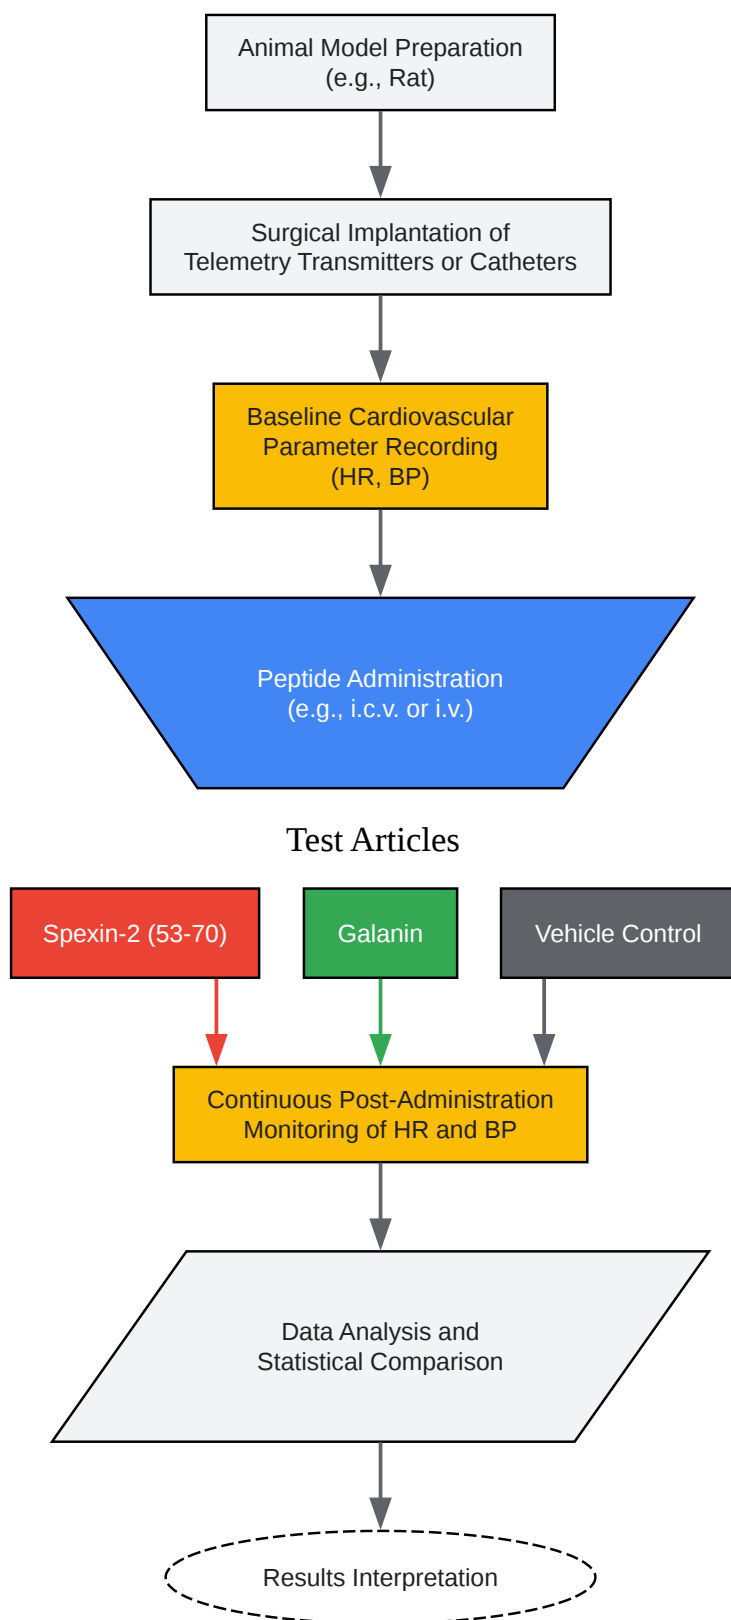 Animal Model Preparation
(e.g., Rat)
Surgical Implantation of
Telemetry Transmitters or Catheters
Baseline Cardiovascular
Parameter Recording
(HR, BP)
Peptide Administration
(e.g., i.c.v. or i.v.)
Test Articles
Spexin-2 (53-70)
Galanin
Vehicle Control
Continuous Post-Administration
Monitoring of HR and BP
Data Analysis and
Statistical Comparison
Results Interpretation